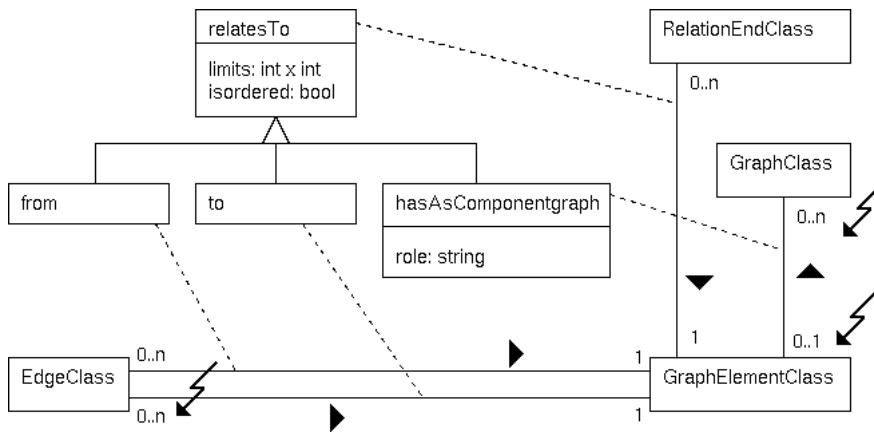 relatesTo
RelationEndClass
limits: int x int
isordered: bool
0..n
GraphClass
from
to
hasAsComponentgraph
0..n
role: string
0..n
1
1
0..1
EdgeClass
GraphElementClass
0..n
1